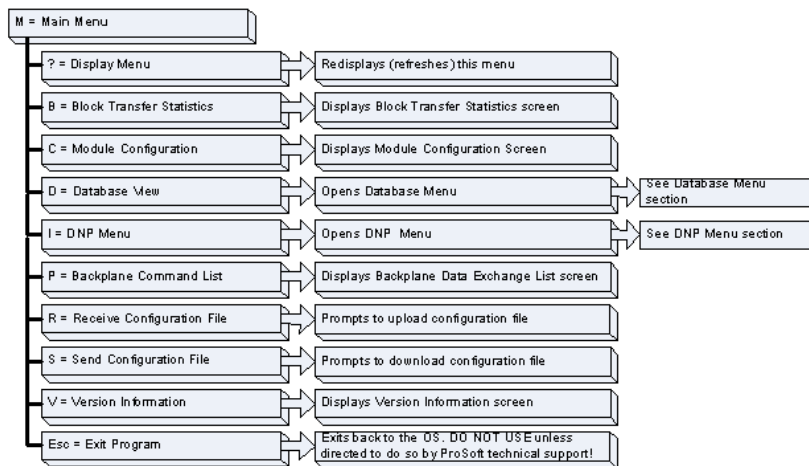 M = Main Menu
? = Display Menu
Redisplays (refreshes) this menu
B = Block Transfer Statistics
Displays Block Transfer Statistics screen
C = Module Configuration
Displays Module Configuration Screen
D = Database View
Opens Database Menu
See Database Menu
section
I = DNP Menu
Opens DNP Menu
See DNP Menu section
P = Backplane Command List
Displays Backplane Data Exchange List screen
R = Receive Configuration File
Prompts to upload configuration file
S = Send Configuration File
Prompts to download configuration file
V = Version Information
Displays Version Information screen
Esc = Exit Program
Exits back to the OS. DO NOT USE unless
directed to do so by ProSoft technical support!